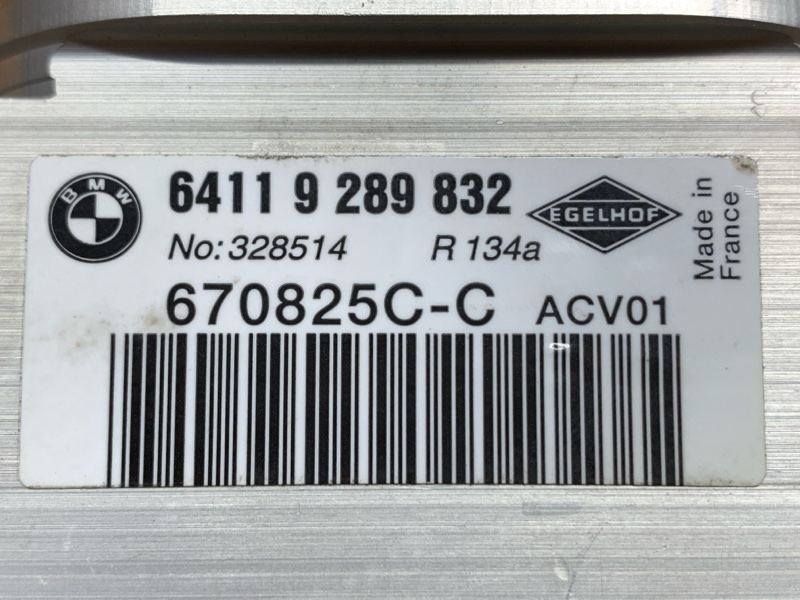 BMW
6411 9 289 832
EGELHOF
No: 328514 R 134a
670825C-C ACV01
Made in
France